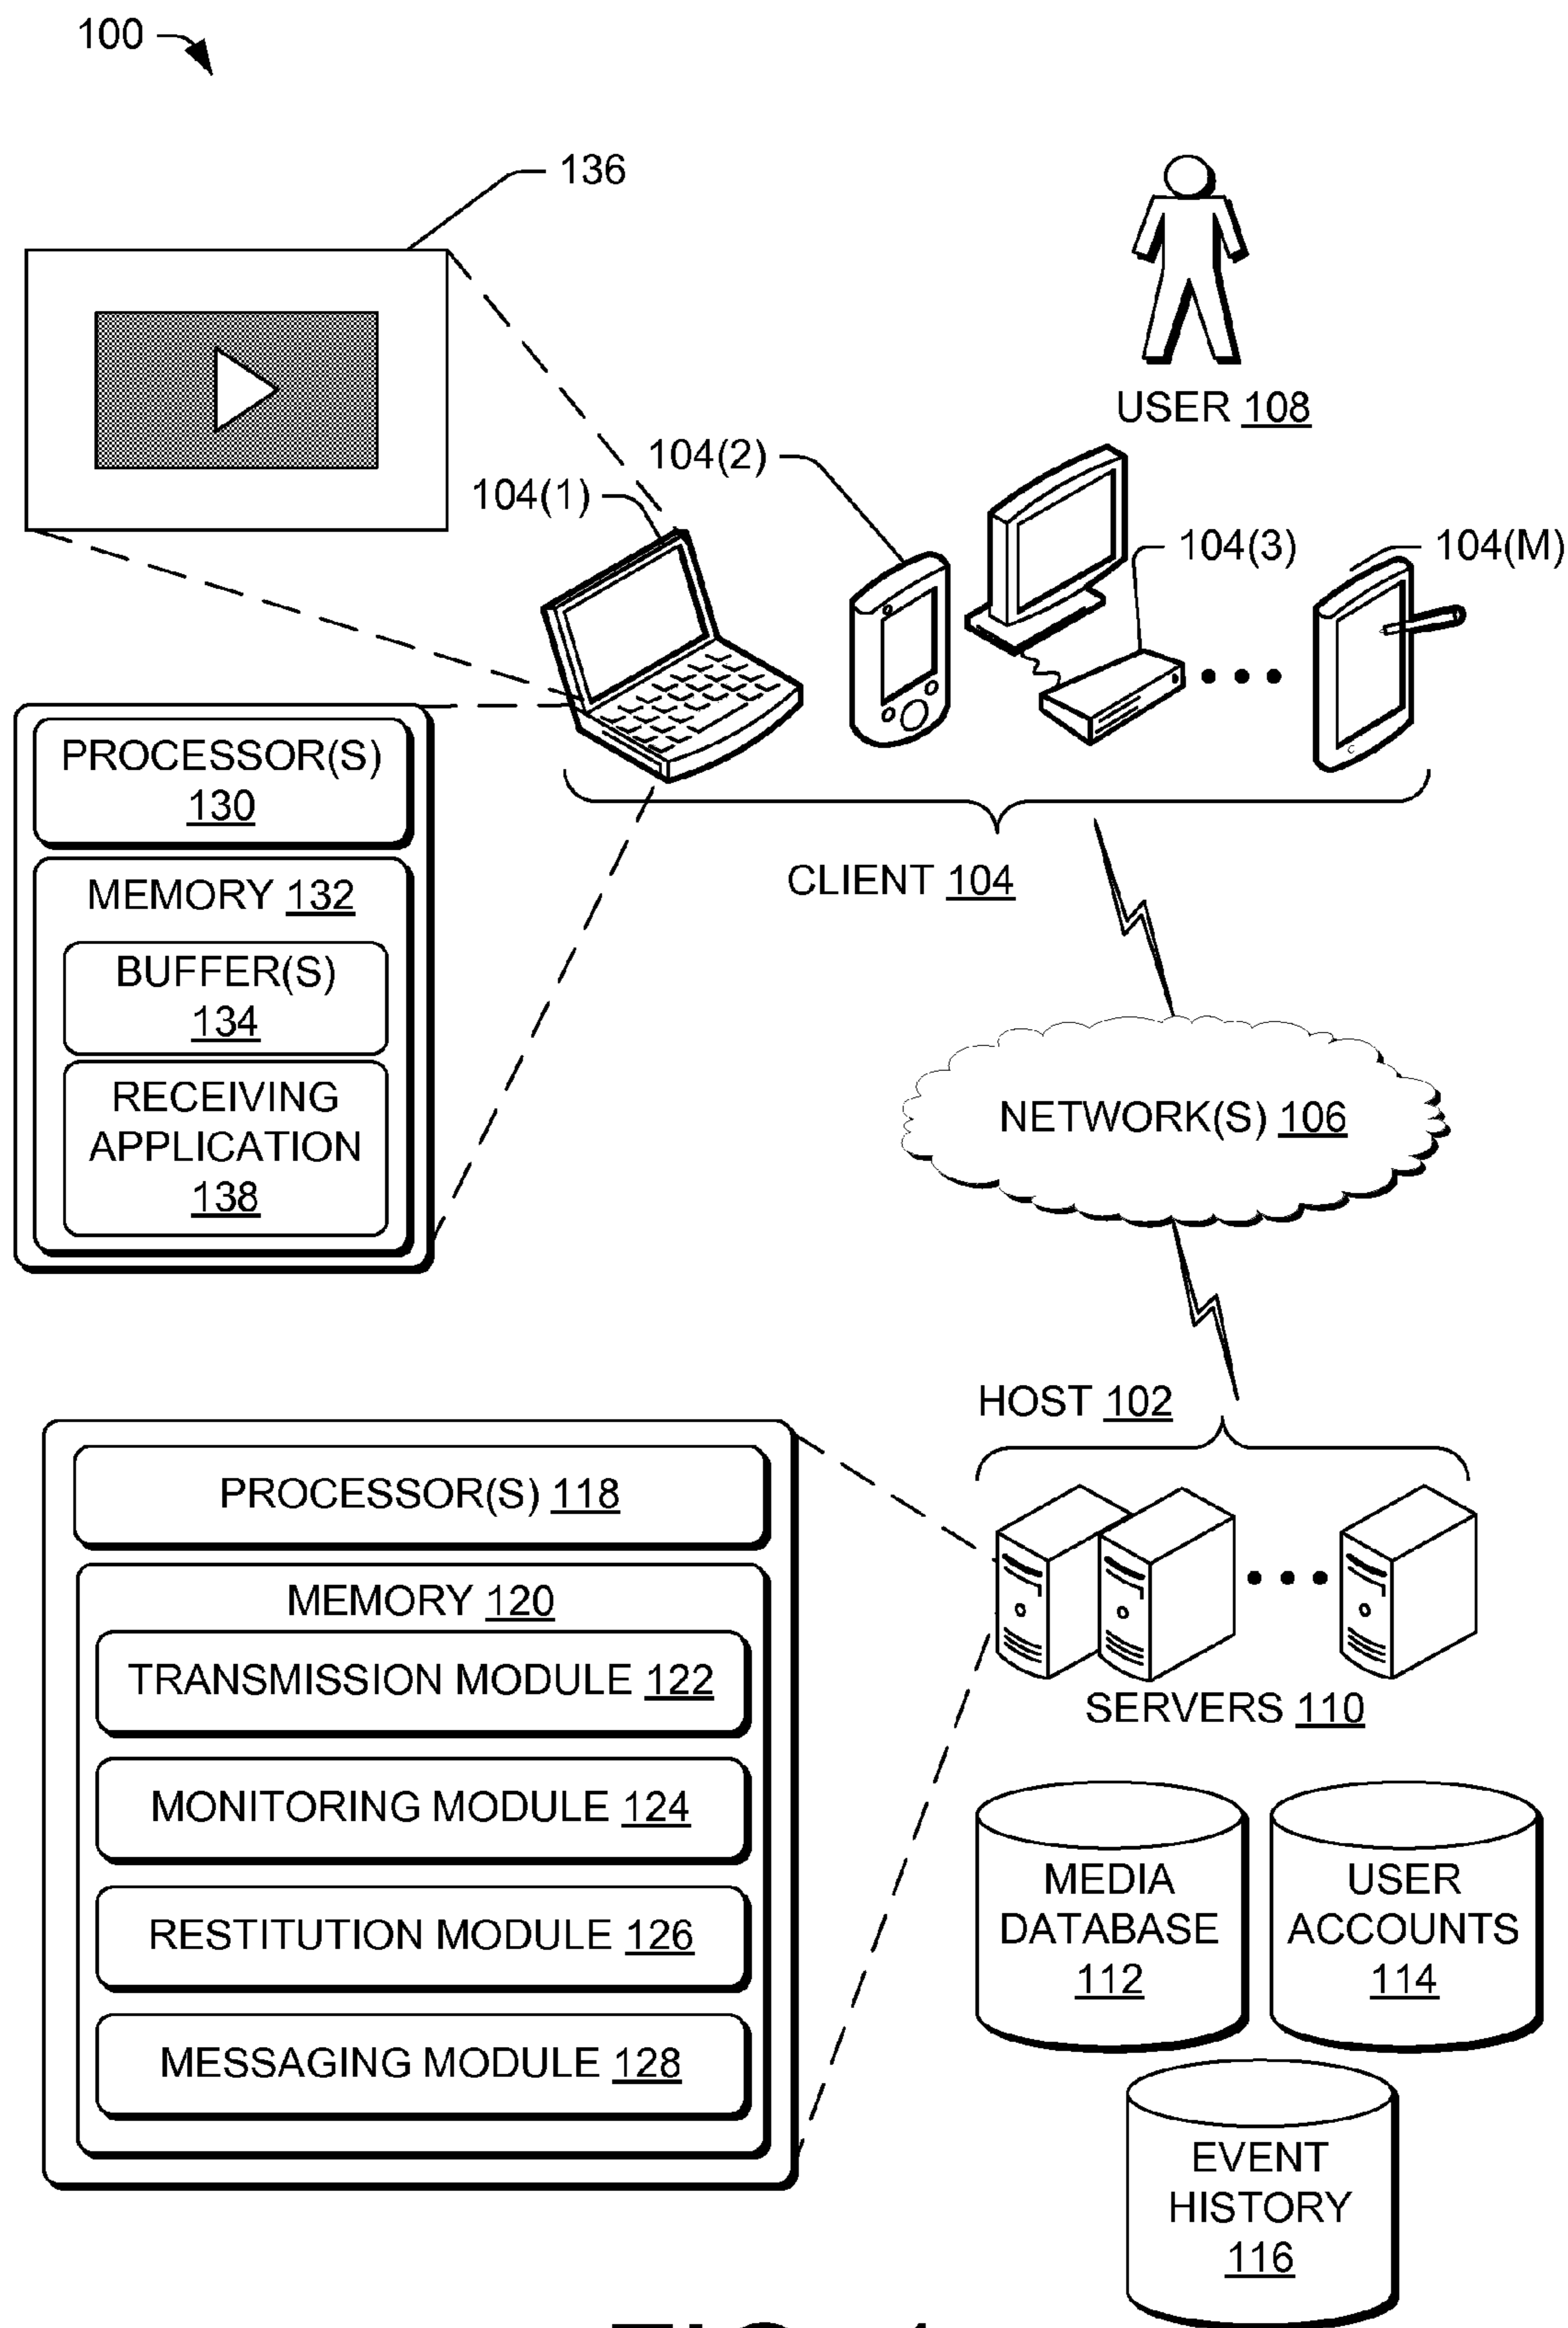 100
136
USER 108
104(2)
104(1)
104(3)
104(M)
PROCESSOR(S)
130
MEMORY 132
BUFFER(S)
134
RECEIVING
APPLICATION
138
CLIENT 104
NETWORK(S) 106
HOST 102
PROCESSOR(S) 118
MEMORY 120
TRANSMISSION MODULE 122
MONITORING MODULE 124
RESTITUTION MODULE 126
MESSAGING MODULE 128
SERVERS 110
MEDIA
DATABASE
112
USER
ACCOUNTS
114
EVENT
HISTORY
116